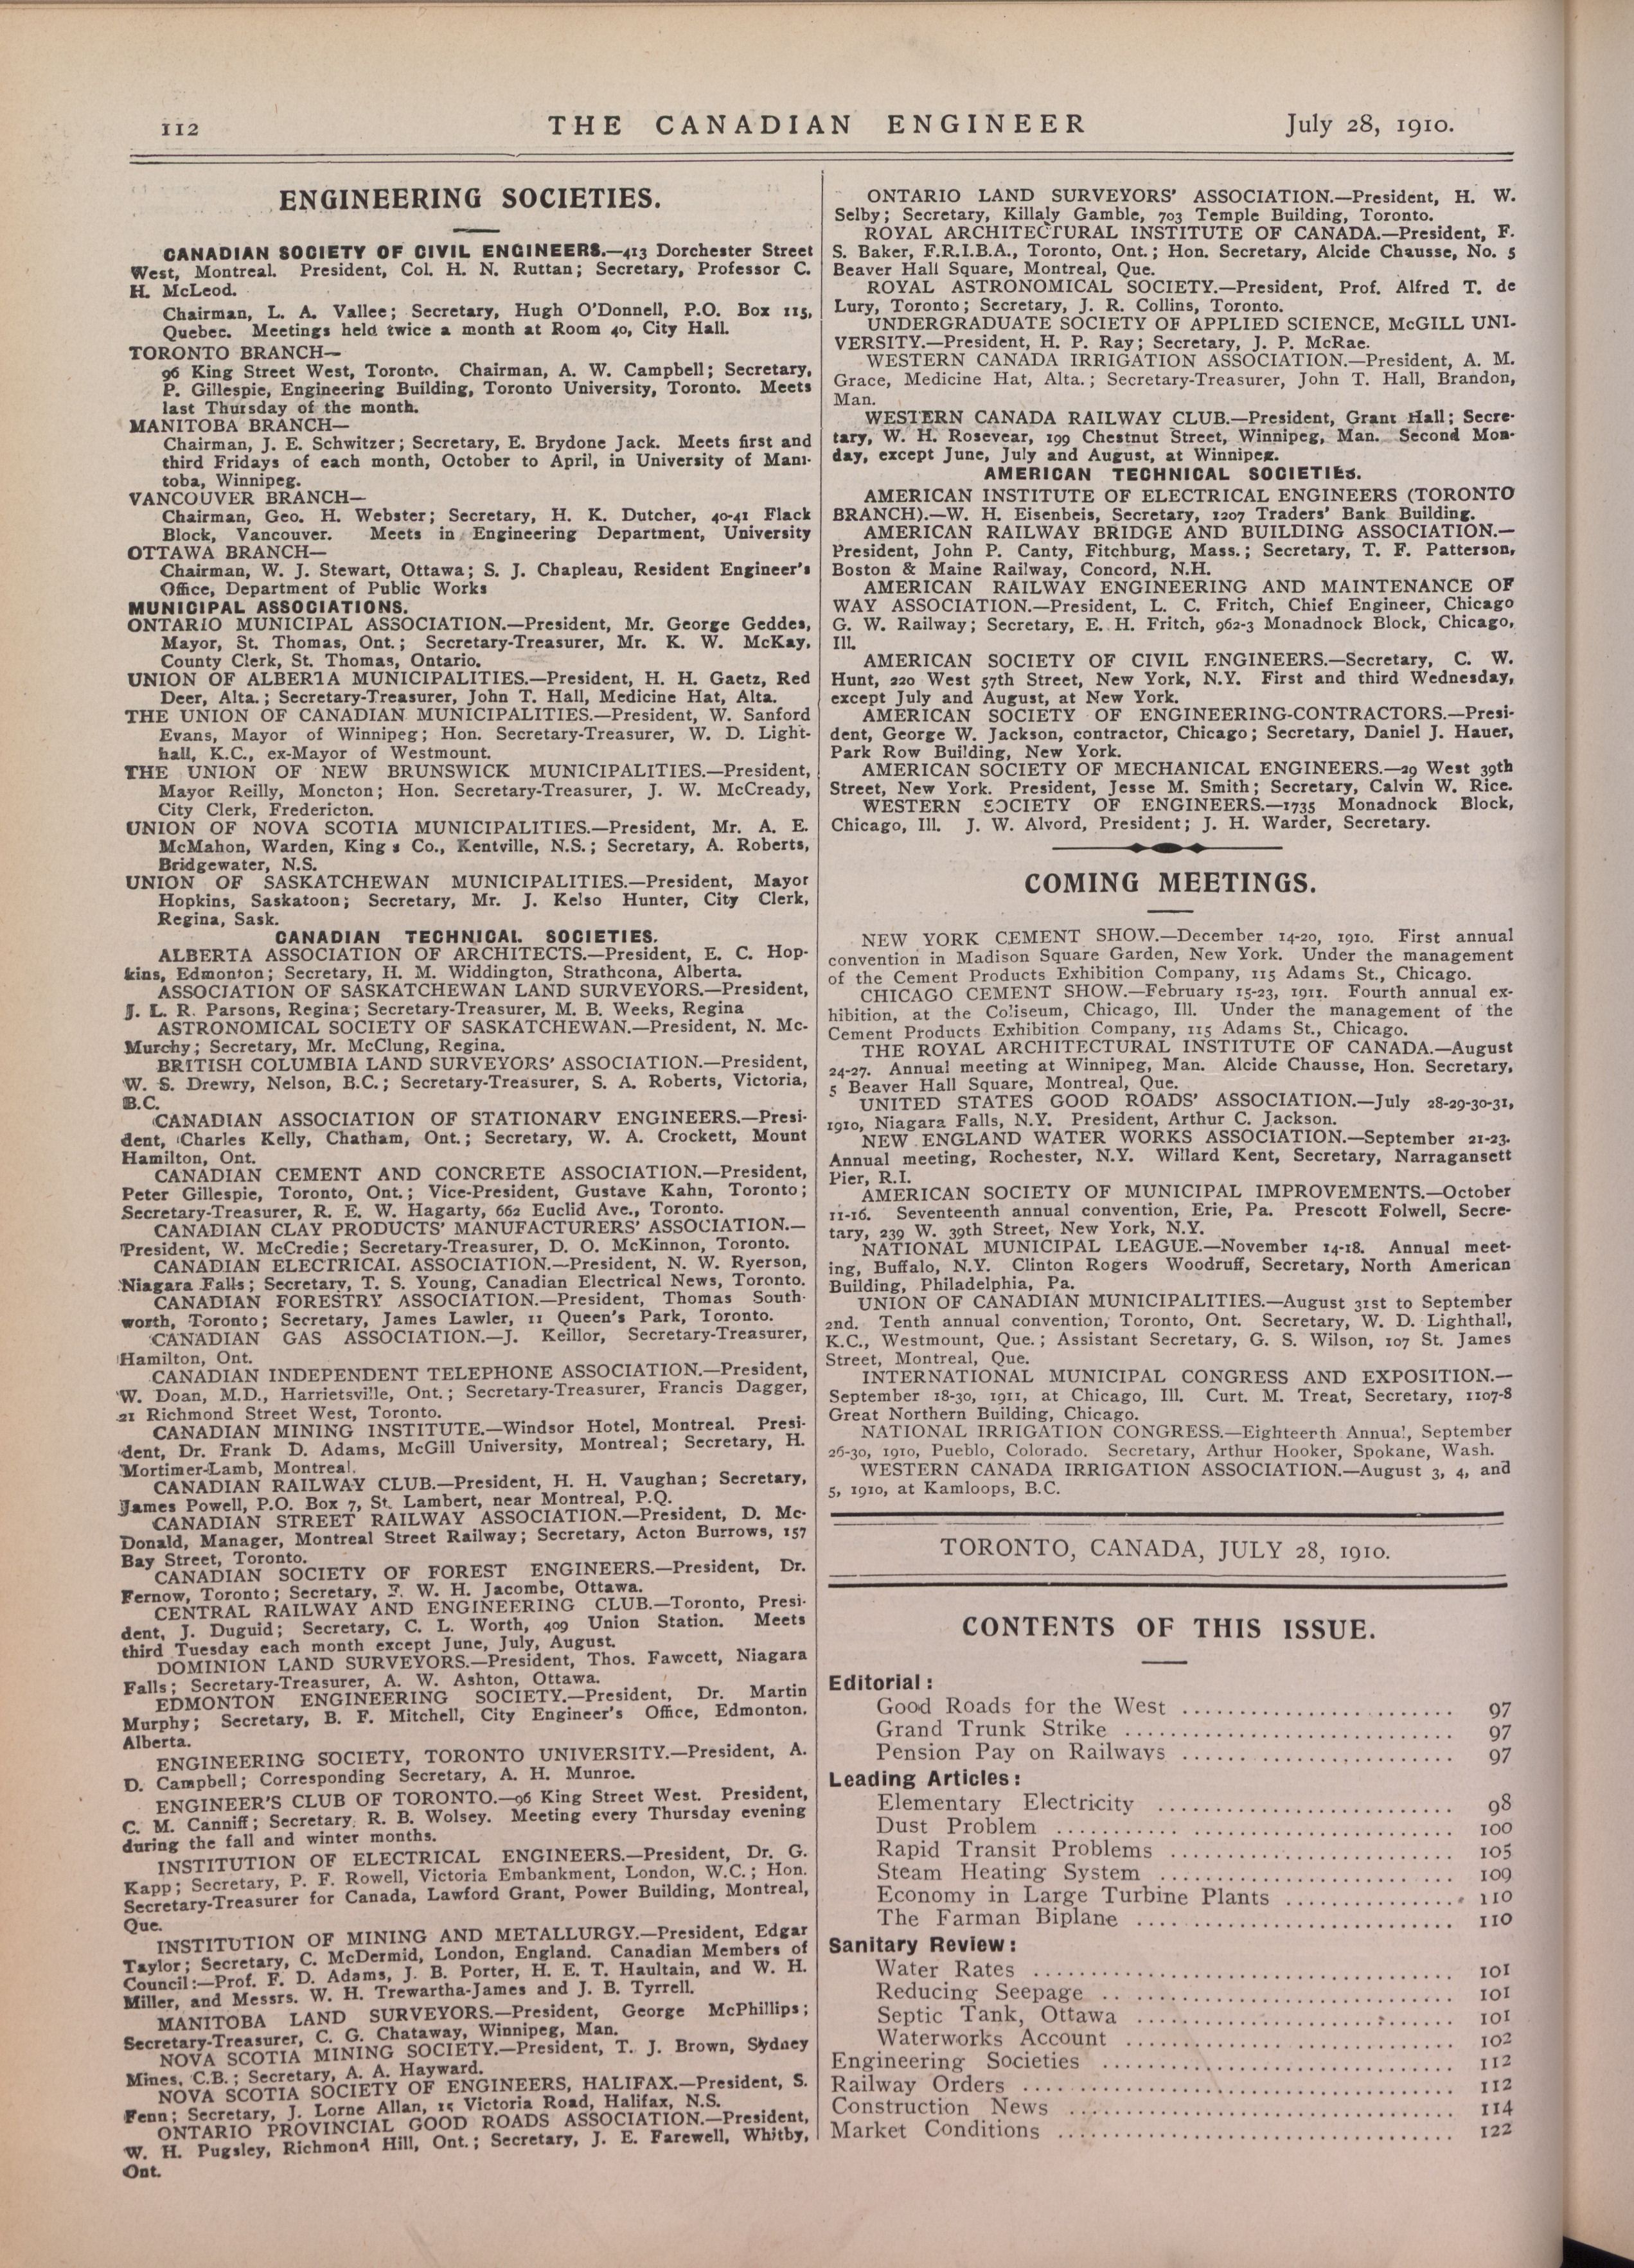 112
THE CANADIAN ENGINEER
July 28, 1910.
ENGINEERING SOCIETIES.
CANADIAN SOCIETY OF CIVIL ENGINEERS.—413 Dorchester Street
West, Montreal. President, Col. H. N. Ruttan; Secretary, Professor C.
H. McLeod.
Chairman, L. A. Vallee; Secretary, Hugh O'Donnell, P.O. Box 115,
Quebec. Meetings held twice a month at Room 40, City Hall.
TORONTO BRANCH—
96 King Street West, Toronto. Chairman, A. W. Campbell; Secretary,
P. Gillespie, Engineering Building, Toronto University, Toronto. Meets
last Thursday of the month.
MANITOBA BRANCH—
Chairman, J. E. Schwitzer; Secretary, E. Brydone Jack. Meets first and
third Fridays of each month, October to April, in University of Mani-
toba, Winnipeg.
VANCOUVER BRANCH—
Chairman, Geo. H. Webster; Secretary, H. K. Dutcher, 40-41 Flack
Block, Vancouver. Meets in Engineering Department, University
OTTAWA BRANCH—
Chairman, W. J. Stewart, Ottawa; S. J. Chapleau, Resident Engineer's
Office, Department of Public Works
MUNICIPAL ASSOCIATIONS.
ONTARIO MUNICIPAL ASSOCIATION.—President, Mr. George Geddes,
Mayor, St. Thomas, Ont.; Secretary-Treasurer, Mr. K. W. McKay,
County Clerk, St. Thomas, Ontario.
UNION OF ALBERTA MUNICIPALITIES.—President, H. H. Gaetz, Red
Deer, Alta.; Secretary-Treasurer, John T. Hall, Medicine Hat, Alta.
THE UNION OF CANADIAN MUNICIPALITIES.—President, W. Sanford
Evans, Mayor of Winnipeg; Hon. Secretary-Treasurer, W. D. Light-
hall, K.C., ex-Mayor of Westmount.
THE UNION OF NEW BRUNSWICK MUNICIPALITIES.—President,
Mayor Reilly, Moncton; Hon. Secretary-Treasurer, J. W. McCready,
City Clerk, Fredericton.
UNION OF NOVA SCOTIA MUNICIPALITIES.—President, Mr. A. E.
McMahon, Warden, King s Co., Kentville, N.S.; Secretary, A. Roberts,
Bridgewater, N.S.
UNION OF SASKATCHEWAN MUNICIPALITIES.—President, Mayor
Hopkins, Saskatoon; Secretary, Mr. J. Kelso Hunter, City Clerk,
Regina, Sask.
CANADIAN TECHNICAL SOCIETIES.
ALBERTA ASSOCIATION OF ARCHITECTS.—President, E. C. Hop-
kins, Edmonton; Secretary, H. M. Widdington, Strathcona, Alberta.
ASSOCIATION OF SASKATCHEWAN LAND SURVEYORS.—President,
J. L. R. Parsons, Regina; Secretary-Treasurer, M. B. Weeks, Regina
ASTRONOMICAL SOCIETY OF SASKATCHEWAN.—President, N. Mc-
Murchy; Secretary, Mr. McClung, Regina.
BRITISH COLUMBIA LAND SURVEYORS' ASSOCIATION.—President,
W. S. Drewry, Nelson, B.C.; Secretary-Treasurer, S. A. Roberts, Victoria,
B.C.
CANADIAN ASSOCIATION OF STATIONARY ENGINEERS.—Presi-
dent, Charles Kelly, Chatham, Ont.; Secretary, W. A. Crockett, Mount
Hamilton, Ont.
CANADIAN CEMENT AND CONCRETE ASSOCIATION.—President,
Peter Gillespie, Toronto, Ont.; Vice-President, Gustave Kahn, Toronto;
Secretary-Treasurer, R. E. W. Hagarty, 662 Euclid Ave., Toronto.
CANADIAN CLAY PRODUCTS' MANUFACTURERS' ASSOCIATION.—
President, W. McCredie; Secretary-Treasurer, D. O. McKinnon, Toronto.
CANADIAN ELECTRICAL ASSOCIATION.—President, N. W. Ryerson,
Niagara Falls; Secretary, T. S. Young, Canadian Electrical News, Toronto.
CANADIAN FORESTRY ASSOCIATION.—President, Thomas South-
worth, Toronto; Secretary, James Lawler, 11 Queen's Park, Toronto.
CANADIAN GAS ASSOCIATION.—J. Keillor, Secretary-Treasurer,
Hamilton, Ont.
CANADIAN INDEPENDENT TELEPHONE ASSOCIATION.—President,
W. Doan, M.D., Harrietsville, Ont.; Secretary-Treasurer, Francis Dagger,
21 Richmond Street West, Toronto.
CANADIAN MINING INSTITUTE.—Windsor Hotel, Montreal. Presi-
dent, Dr. Frank D. Adams, McGill University, Montreal; Secretary, H.
Mortimer-Lamb, Montreal.
CANADIAN RAILWAY CLUB.—President, H. H. Vaughan; Secretary,
James Powell, P.O. Box 7, St. Lambert, near Montreal, P.Q.
CANADIAN STREET RAILWAY ASSOCIATION.—President, D. Mc-
Donald, Manager, Montreal Street Railway; Secretary, Acton Burrows, 157
Bay Street, Toronto.
CANADIAN SOCIETY OF FOREST ENGINEERS.—President, Dr.
Fernow, Toronto; Secretary, F. W. H. Jacombe, Ottawa.
CENTRAL RAILWAY AND ENGINEERING CLUB.—Toronto, Presi-
dent, J. Duguid; Secretary, C. L. Worth, 409 Union Station. Meets
third Tuesday each month except June, July, August.
DOMINION LAND SURVEYORS.—President, Thos. Fawcett, Niagara
Falls; Secretary-Treasurer, A. W. Ashton, Ottawa.
EDMONTON ENGINEERING SOCIETY.—President, Dr. Martin
Murphy; Secretary, B. F. Mitchell, City Engineer's Office, Edmonton.
Alberta.
ENGINEERING SOCIETY, TORONTO UNIVERSITY.—President, A.
D. Campbell; Corresponding Secretary, A. H. Munroe.
ENGINEER'S CLUB OF TORONTO.—96 King Street West. President,
C. M. Canniff; Secretary, R. B. Wolsey. Meeting every Thursday evening
during the fall and winter months.
INSTITUTION OF ELECTRICAL ENGINEERS.—President, Dr. G.
Kapp; Secretary, P. F. Rowell, Victoria Embankment, London, W.C.; Hon.
Secretary-Treasurer for Canada, Lawford Grant, Power Building, Montreal,
Que.
INSTITUTION OF MINING AND METALLURGY.—President, Edgar
Taylor; Secretary, C. McDermid, London, England. Canadian Members of
Council:—Prof. F. D. Adams, J. B. Porter, H. E. T. Haultain, and W. H.
Miller, and Messrs. W. H. Trewartha-James and J. B. Tyrrell.
MANITOBA LAND SURVEYORS.—President, George McPhillips;
Secretary-Treasurer, C. G. Chataway, Winnipeg, Man.
NOVA SCOTIA MINING SOCIETY.—President, T. J. Brown, Sydney
Mines, C.B.; Secretary, A. A. Hayward.
NOVA SCOTIA SOCIETY OF ENGINEERS, HALIFAX.—President, S.
Fenn; Secretary, J. Lorne Allan, 15 Victoria Road, Halifax, N.S.
ONTARIO PROVINCIAL GOOD ROADS ASSOCIATION.—President,
W. H. Pugsley, Richmond Hill, Ont.; Secretary, J. E. Farewell, Whitby,
Ont.
ONTARIO LAND SURVEYORS' ASSOCIATION.—President, H. W.
Selby; Secretary, Killaly Gamble, 703 Temple Building, Toronto.
ROYAL ARCHITECTURAL INSTITUTE OF CANADA.—President, F.
S. Baker, F.R.I.B.A., Toronto, Ont.; Hon. Secretary, Alcide Chausse, No. 5
Beaver Hall Square, Montreal, Que.
ROYAL ASTRONOMICAL SOCIETY.—President, Prof. Alfred T. de
Lury, Toronto; Secretary, J. R. Collins, Toronto.
UNDERGRADUATE SOCIETY OF APPLIED SCIENCE, McGILL UNI-
VERSITY.—President, H. P. Ray; Secretary, J. P. McRae.
WESTERN CANADA IRRIGATION ASSOCIATION.—President, A. M.
Grace, Medicine Hat, Alta.; Secretary-Treasurer, John T. Hall, Brandon,
Man.
WESTERN CANADA RAILWAY CLUB.—President, Grant Hall; Secre-
tary, W. H. Rosevear, 199 Chestnut Street, Winnipeg, Man. Second Mon-
day, except June, July and August, at Winnipeg.
AMERICAN TECHNICAL SOCIETIES.
AMERICAN INSTITUTE OF ELECTRICAL ENGINEERS (TORONTO
BRANCH).—W. H. Eisenbeis, Secretary, 1207 Traders' Bank Building.
AMERICAN RAILWAY BRIDGE AND BUILDING ASSOCIATION.—
President, John P. Canty, Fitchburg, Mass.; Secretary, T. F. Patterson,
Boston & Maine Railway, Concord, N.H.
AMERICAN RAILWAY ENGINEERING AND MAINTENANCE OF
WAY ASSOCIATION.—President, L. C. Fritch, Chief Engineer, Chicago
G. W. Railway; Secretary, E. H. Fritch, 962-3 Monadnock Block, Chicago,
Ill.
AMERICAN SOCIETY OF CIVIL ENGINEERS.—Secretary, C. W.
Hunt, 220 West 57th Street, New York, N.Y. First and third Wednesday,
except July and August, at New York.
AMERICAN SOCIETY OF ENGINEERING-CONTRACTORS.—Presi-
dent, George W. Jackson, contractor, Chicago; Secretary, Daniel J. Hauer,
Park Row Building, New York.
AMERICAN SOCIETY OF MECHANICAL ENGINEERS.—29 West 39th
Street, New York. President, Jesse M. Smith; Secretary, Calvin W. Rice.
WESTERN SOCIETY OF ENGINEERS.—1735 Monadnock Block,
Chicago, Ill. J. W. Alvord, President; J. H. Warder, Secretary.
COMING MEETINGS.
NEW YORK CEMENT SHOW.—December 14-20, 1910. First annual
convention in Madison Square Garden, New York. Under the management
of the Cement Products Exhibition Company, 115 Adams St., Chicago.
CHICAGO CEMENT SHOW.—February 15-23, 1911. Fourth annual ex-
hibition, at the Coliseum, Chicago, Ill. Under the management of the
Cement Products Exhibition Company, 115 Adams St., Chicago.
THE ROYAL ARCHITECTURAL INSTITUTE OF CANADA.—August
24-27. Annual meeting at Winnipeg, Man. Alcide Chausse, Hon. Secretary,
5 Beaver Hall Square, Montreal, Que.
UNITED STATES GOOD ROADS' ASSOCIATION.—July 28-29-30-31,
1910, Niagara Falls, N.Y. President, Arthur C. Jackson.
NEW ENGLAND WATER WORKS ASSOCIATION.—September 21-23.
Annual meeting, Rochester, N.Y. Willard Kent, Secretary, Narragansett
Pier, R.I.
AMERICAN SOCIETY OF MUNICIPAL IMPROVEMENTS.—October
11-16. Seventeenth annual convention, Erie, Pa. Prescott Folwell, Secre-
tary, 239 W. 39th Street, New York, N.Y.
NATIONAL MUNICIPAL LEAGUE.—November 14-18. Annual meet-
ing, Buffalo, N.Y. Clinton Rogers Woodruff, Secretary, North American
Building, Philadelphia, Pa.
UNION OF CANADIAN MUNICIPALITIES.—August 31st to September
2nd. Tenth annual convention, Toronto, Ont. Secretary, W. D. Lighthall,
K.C., Westmount, Que.; Assistant Secretary, G. S. Wilson, 107 St. James
Street, Montreal, Que.
INTERNATIONAL MUNICIPAL CONGRESS AND EXPOSITION.—
September 18-30, 1911, at Chicago, Ill. Curt. M. Treat, Secretary, 1107-8
Great Northern Building, Chicago.
NATIONAL IRRIGATION CONGRESS.—Eighteerth Annual, September
26-30, 1910, Pueblo, Colorado. Secretary, Arthur Hooker, Spokane, Wash.
WESTERN CANADA IRRIGATION ASSOCIATION.—August 3, 4, and
5, 1910, at Kamloops, B.C.
TORONTO, CANADA, JULY 28, 1910.
CONTENTS OF THIS ISSUE.
Editorial:
Good Roads for the West ........ 97
Grand Trunk Strike ........ 97
Pension Pay on Railways ........ 97
Leading Articles:
Elementary Electricity ........ 98
Dust Problem ........ 100
Rapid Transit Problems ........ 105
Steam Heating System ........ 109
Economy in Large Turbine Plants ........ 110
The Farman Biplane ........ 110
Sanitary Review:
Water Rates ........ 101
Reducing Seepage ........ 101
Septic Tank, Ottawa ........ 101
Waterworks Account ........ 102
Engineering Societies ........ 112
Railway Orders ........ 112
Construction News ........ 114
Market Conditions ........ 122